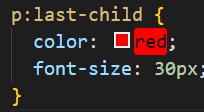 p:last-child {
  color: red;
  font-size: 30px;
}